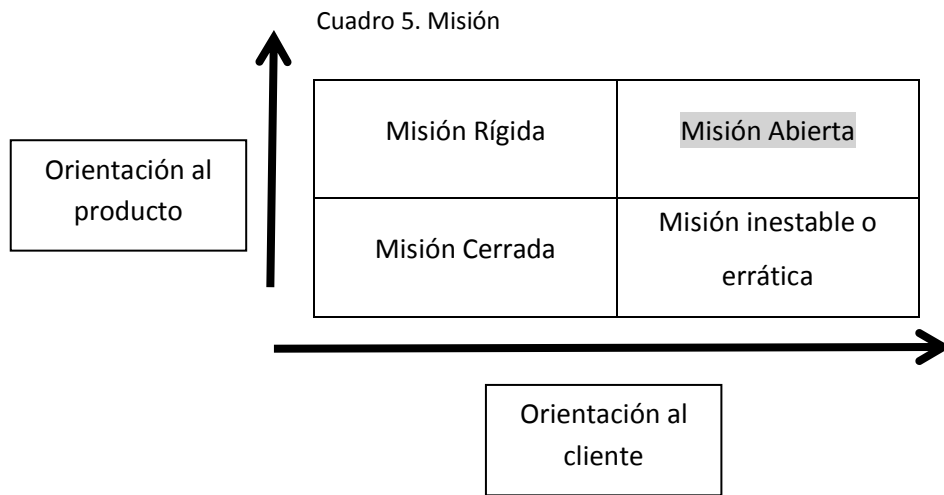 Cuadro 5. Misión
Misión Rígida
Misión Abierta
Orientación al
producto
Misión Cerrada
Misión inestable o
errática
Orientación al
cliente